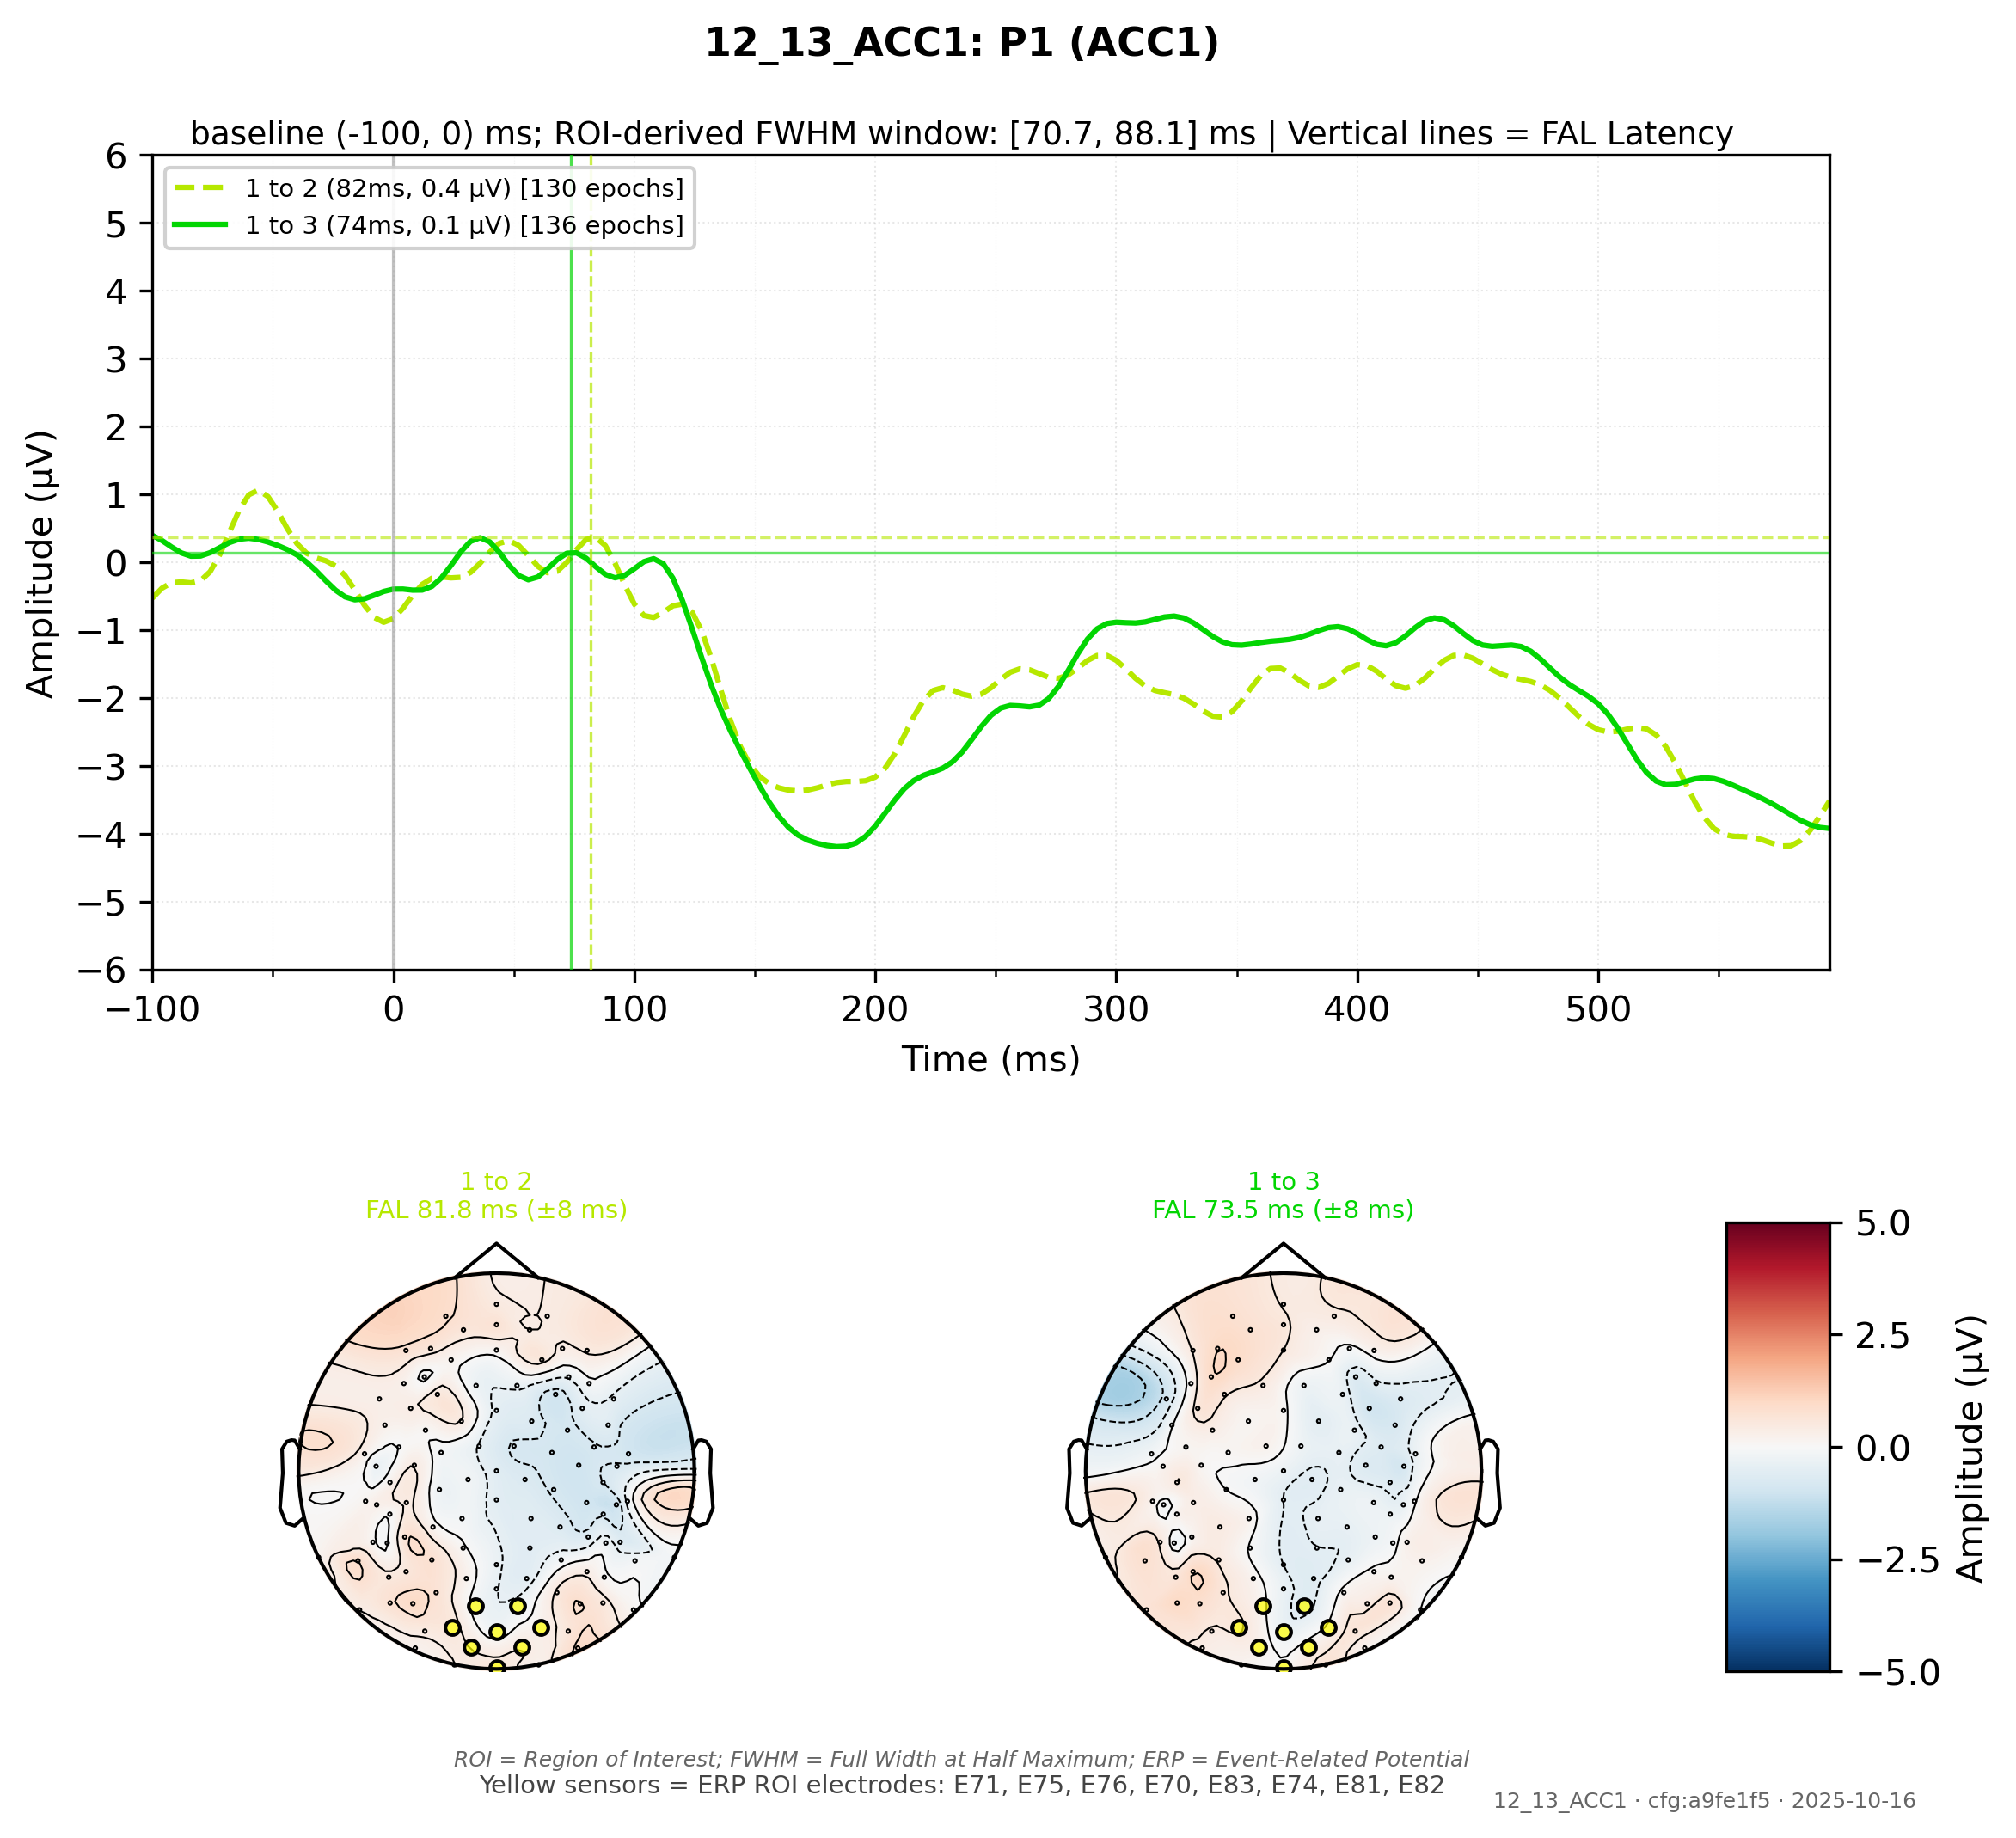 12_13_ACC1: P1 (ACC1)
baseline (-100, 0) ms; ROI-derived FWHM window: [70.7, 88.1] ms | Vertical lines = FAL Latency
1 to 2 (82ms, 0.4 µV) [130 epochs]
1 to 3 (74ms, 0.1 µV) [136 epochs]
Amplitude (µV)
6
5
4
3
2
1
0
−1
−2
−3
−4
−5
−6
−100 0 100 200 300 400 500
Time (ms)
1 to 2
FAL 81.8 ms (±8 ms)
1 to 3
FAL 73.5 ms (±8 ms)
5.0
2.5
0.0
−2.5
−5.0
Amplitude (µV)
ROI = Region of Interest; FWHM = Full Width at Half Maximum; ERP = Event-Related Potential
Yellow sensors = ERP ROI electrodes: E71, E75, E76, E70, E83, E74, E81, E82
12_13_ACC1 · cfg:a9fe1f5 · 2025-10-16